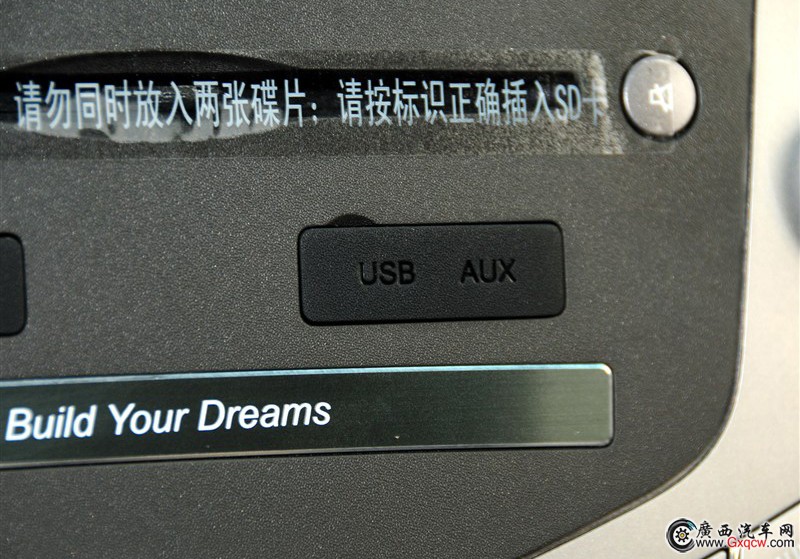 请勿同时放入两张碟片：请按标识正确插入SD卡
USB AUX
Build Your Dreams
廣西汽车网
www.Gxqcw.com